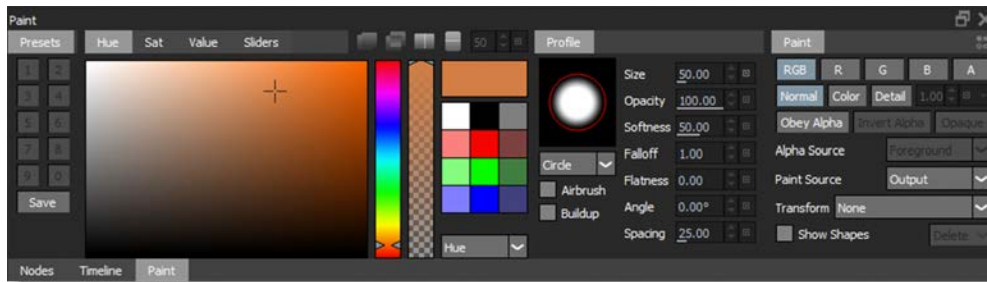 Paint
Presets Hue Sat Value Sliders 50 Profile Paint
1 2
3 4
5 6
7 8
9 0
Save
Hue
Circle
Airbrush
Buildup
Size 50.00
Opacity 100.00
Softness 50.00
Falloff 1.00
Flatness 0.00
Angle 0.00°
Spacing 25.00
RGB R G B A
Normal Color Detail 1.00
Obey Alpha Invert Alpha Opaque
Alpha Source Foreground
Paint Source Output
Transform None
Show Shapes Delete
Nodes Timeline Paint